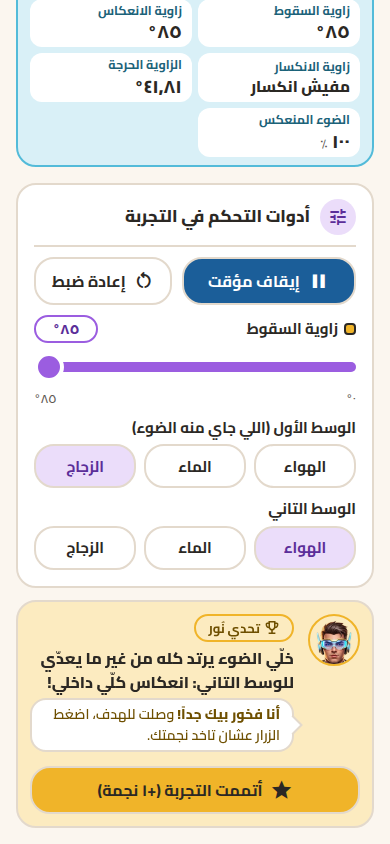 زاوية السقوط
زاوية الانعكاس
٨٥°
٨٥°
زاوية الانكسار
الزاوية الحرجة
مفيش انكسار
٤١,٨١°
الضوء المنعكس
١٠٠ ٪
أدوات التحكم في التجربة
إيقاف مؤقت
إعادة ضبط
زاوية السقوط
٨٥°
٠°
٨٥°
الوسط الأول (اللي جاي منه الضوء)
الهواء
الماء
الزجاج
الوسط التاني
الهواء
الماء
الزجاج
تحدي نُور
خلّي الضوء يرتد كله من غير ما يعدّي
للوسط التاني: انعكاس كلّي داخلي!
أنا فخور بيك جداً! وصلت للهدف، اضغط
الزرار عشان تاخد نجمتك.
أتممت التجربة (+١ نجمة)